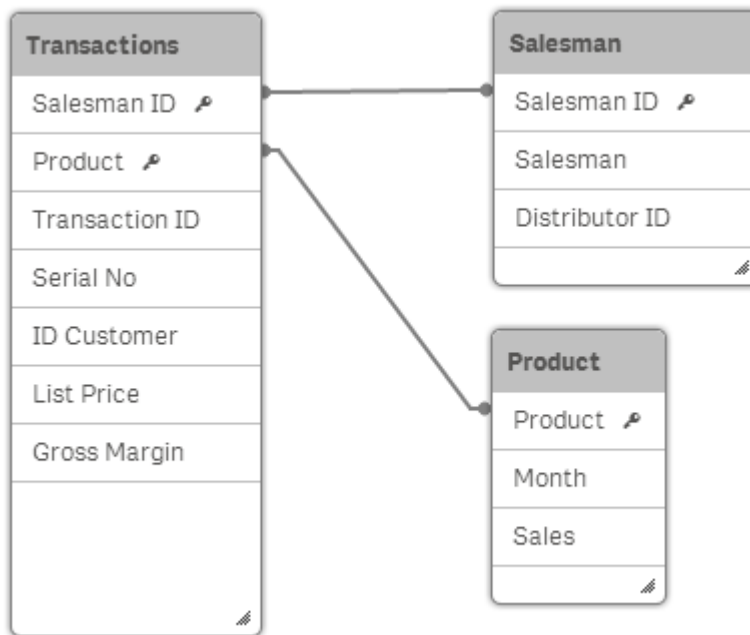 Transactions
Salesman ID
Product
Transaction ID
Serial No
ID Customer
List Price
Gross Margin
Salesman
Salesman ID
Salesman
Distributor ID
Product
Product
Month
Sales